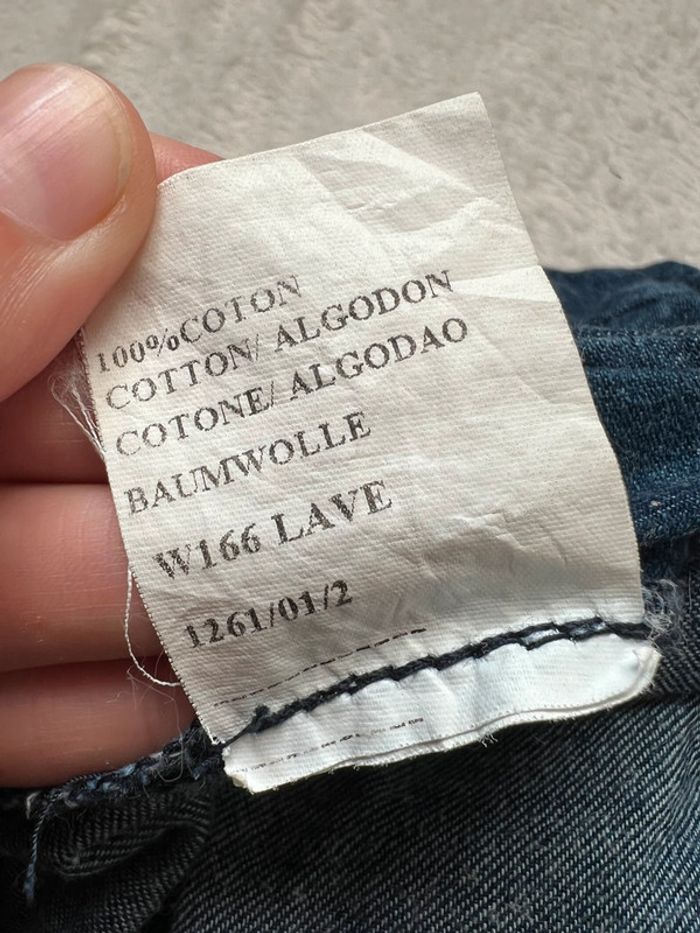 100%COTON
COTTON/ ALGODON
COTONE/ ALGODAO
BAUMWOLLE
W166 LAVE
1261/01/2